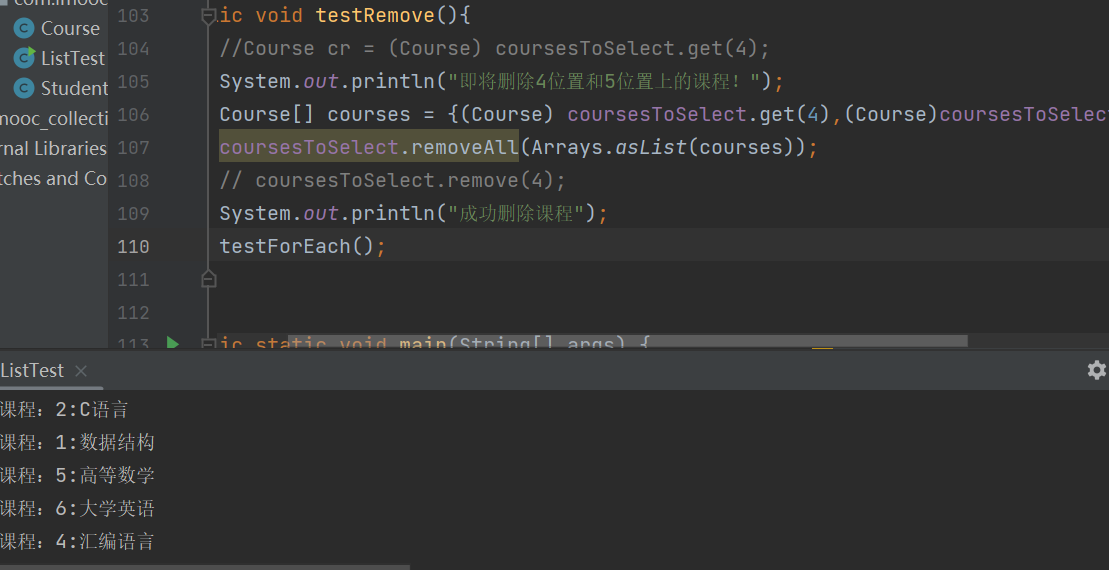 com.imooc
Course
ListTest
Student
mooc_collecti
rnal Libraries
tches and Co
103 ic void testRemove(){
104 //Course cr = (Course) coursesToSelect.get(4);
105 System.out.println("即将删除4位置和5位置上的课程！");
106 Course[] courses = {(Course) coursesToSelect.get(4),(Course)coursesToSelect
107 coursesToSelect.removeAll(Arrays.asList(courses));
108 // coursesToSelect.remove(4);
109 System.out.println("成功删除课程");
110 testForEach();
111
112
113 ic static void main(String[] args) {
ListTest
课程：2:C语言
课程：1:数据结构
课程：5:高等数学
课程：6:大学英语
课程：4:汇编语言